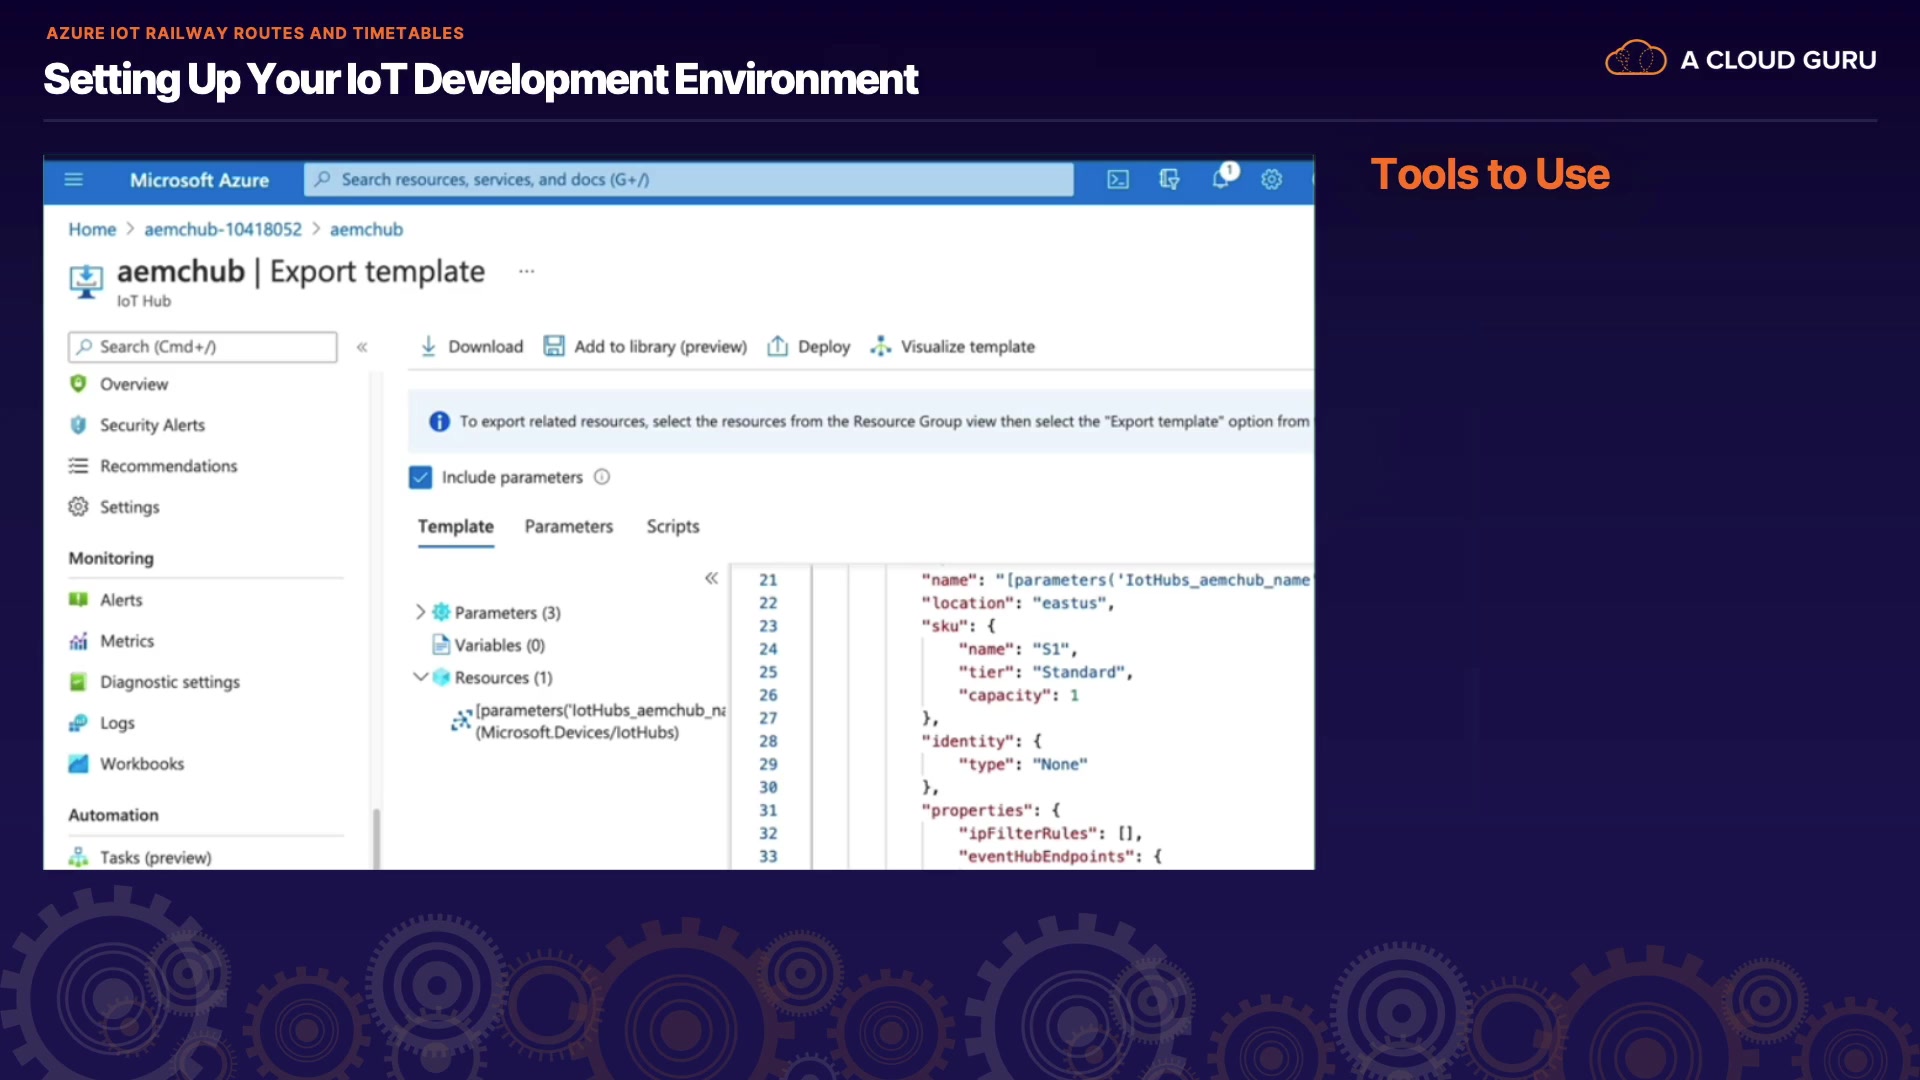 AZURE IOT RAILWAY ROUTES AND TIMETABLES
Setting Up Your IoT Development Environment
A CLOUD GURU
Tools to Use
Microsoft Azure
Search resources, services, and docs (G+/)
1
Home > aemchub-10418052 > aemchub
aemchub | Export template ...
IoT Hub
Search (Cmd+/)
«
Download
Add to library (preview)
Deploy
Visualize template
Overview
Security Alerts
Recommendations
Settings
Monitoring
Alerts
Metrics
Diagnostic settings
Logs
Workbooks
Automation
Tasks (preview)
To export related resources, select the resources from the Resource Group view then select the "Export template" option from
Include parameters
Template Parameters Scripts
«
Parameters (3)
Variables (0)
Resources (1)
[parameters('IotHubs_aemchub_na
(Microsoft.Devices/IotHubs)
21 "name": "[parameters('IotHubs_aemchub_name'
22 "location": "eastus",
23 "sku": {
24 "name": "S1",
25 "tier": "Standard",
26 "capacity": 1
27 },
28 "identity": {
29 "type": "None"
30 },
31 "properties": {
32 "ipFilterRules": [],
33 "eventHubEndpoints": {